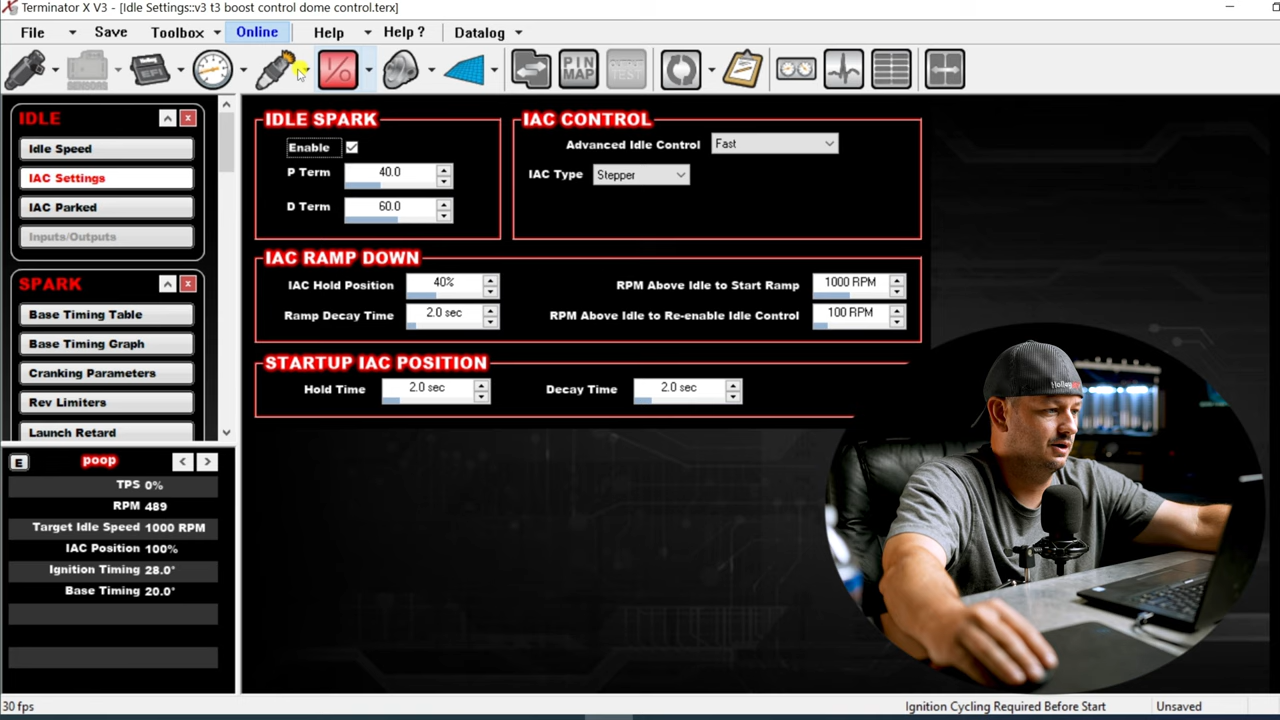 Terminator X V3 - [Idle Settings::v3 t3 boost control dome control.terx]
File Save Toolbox Online Help Help ? Datalog
SENSORS EFI I/O PIN MAP OUTPUT TEST
IDLE
Idle Speed
IAC Settings
IAC Parked
Inputs/Outputs
SPARK
Base Timing Table
Base Timing Graph
Cranking Parameters
Rev Limiters
Launch Retard
E poop < >
TPS 0%
RPM 489
Target Idle Speed 1000 RPM
IAC Position 100%
Ignition Timing 28.0°
Base Timing 20.0°
IDLE SPARK
Enable
P Term 40.0
D Term 60.0
IAC CONTROL
Advanced Idle Control Fast
IAC Type Stepper
IAC RAMP DOWN
IAC Hold Position 40% RPM Above Idle to Start Ramp 1000 RPM
Ramp Decay Time 2.0 sec RPM Above Idle to Re-enable Idle Control 100 RPM
STARTUP IAC POSITION
Hold Time 2.0 sec Decay Time 2.0 sec
Holley
30 fps Ignition Cycling Required Before Start Unsaved